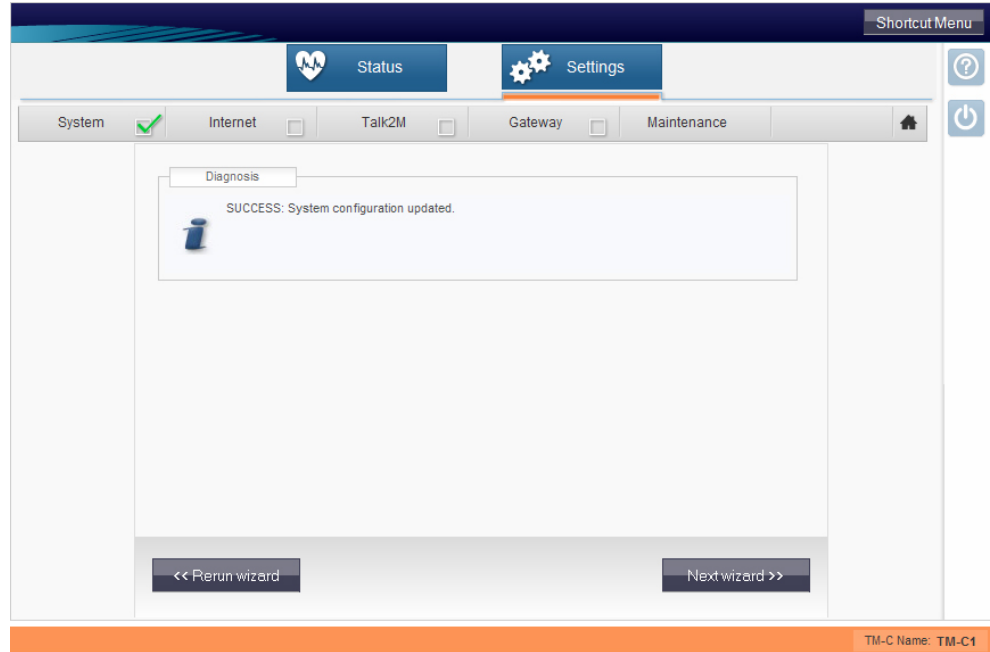 Shortcut Menu
Status
Settings
System
Internet
Talk2M
Gateway
Maintenance
Diagnosis
SUCCESS: System configuration updated.
<< Rerun wizard
Next wizard >>
TM-C Name: TM-C1